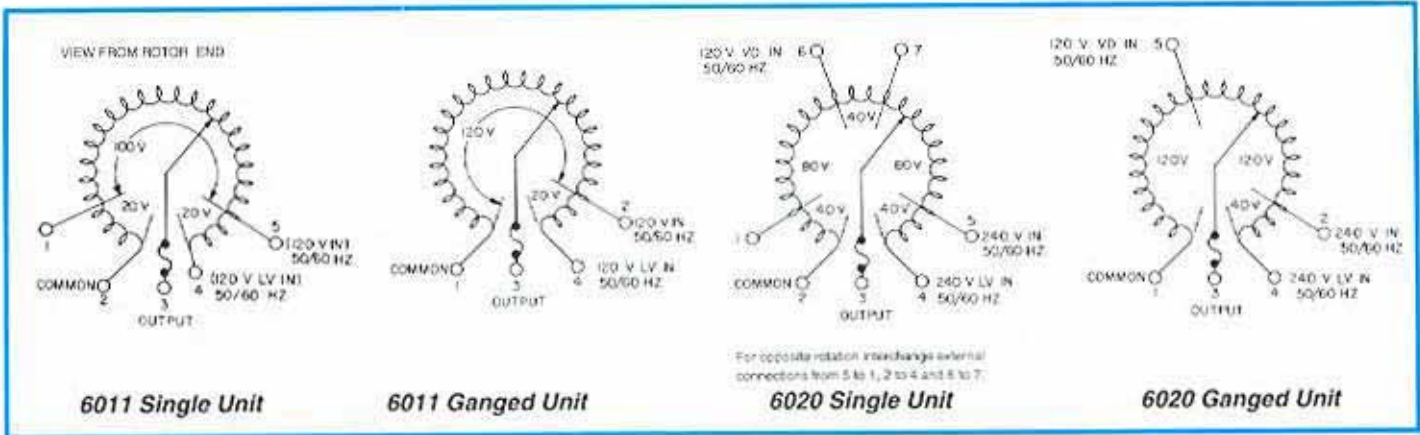 VIEW FROM ROTOR END
100V
20V
20V
1
5
(120 V IN)
50/60 HZ
COMMON
2
3
OUTPUT
4
(120 V LV IN)
50/60 HZ
6011 Single Unit
120V
20V
2
120 V IN
50/60 HZ
COMMON
1
3
OUTPUT
4
120 V LV IN
50/60 HZ
6011 Ganged Unit
120 V VD IN
50/60 HZ
6
7
40V
80V
80V
40V
40V
1
5
240 V IN
50/60 HZ
COMMON
2
3
OUTPUT
4
240 V LV IN
50/60 HZ
For opposite rotation interchange external
connections from 5 to 1, 2 to 4 and 6 to 7.
6020 Single Unit
120 V VD IN
50/60 HZ
5
120V
120V
40V
2
240 V IN
50/60 HZ
COMMON
1
3
OUTPUT
4
240 V LV IN
50/60 HZ
6020 Ganged Unit